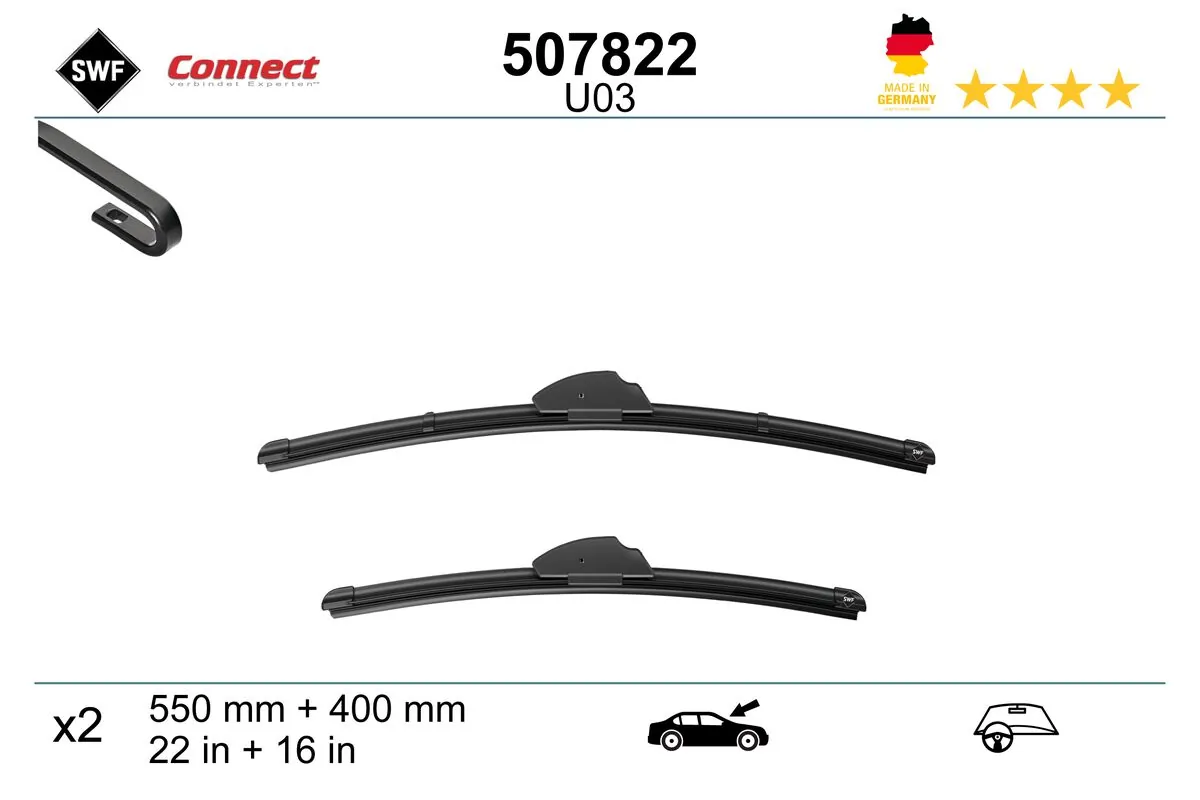 SWF
Connect
verbindet Experten
507822
U03
MADE IN
GERMANY
SWF
SWF
x2
550 mm + 400 mm
22 in + 16 in